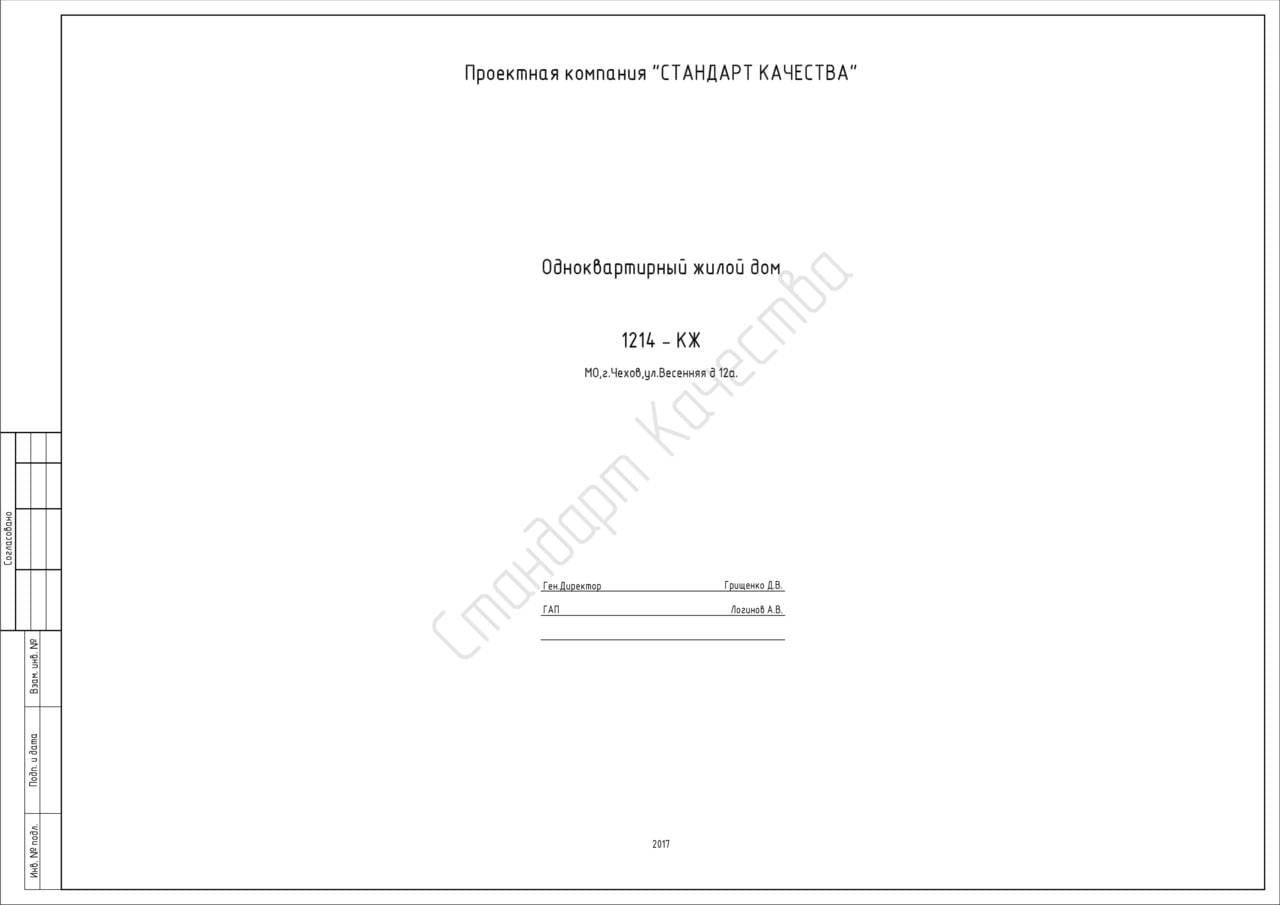 Проектная компания "СТАНДАРТ КАЧЕСТВА"
Одноквартирный жилой дом
1214 - КЖ
МО,г.Чехов,ул.Весенняя д 12а.
Стандарт Качества
Ген.Директор Грищенко Д.В.
ГАП Логинов А.В.
2017
Согласовано
Взам. инв. №
Подп. и дата
Инв. № подл.